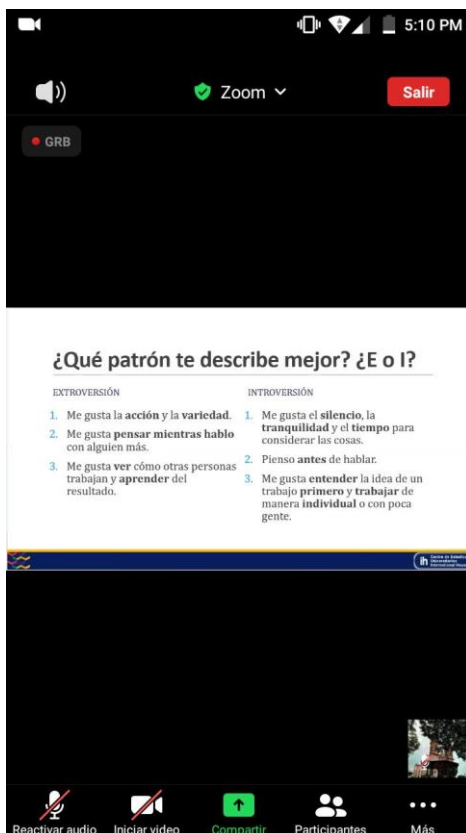 5:10 PM
Zoom
Salir
GRB
¿Qué patrón te describe mejor? ¿E o I?
EXTROVERSIÓN
1. Me gusta la acción y la variedad.
2. Me gusta pensar mientras hablo
con alguien más.
3. Me gusta ver cómo otras personas
trabajan y aprender del
resultado.
INTROVERSIÓN
1. Me gusta el silencio, la
tranquilidad y el tiempo para
considerar las cosas.
2. Pienso antes de hablar.
3. Me gusta entender la idea de un
trabajo primero y trabajar de
manera individual o con poca
gente.
ih
Reactivar audio
Iniciar video
Compartir
Participantes
Más